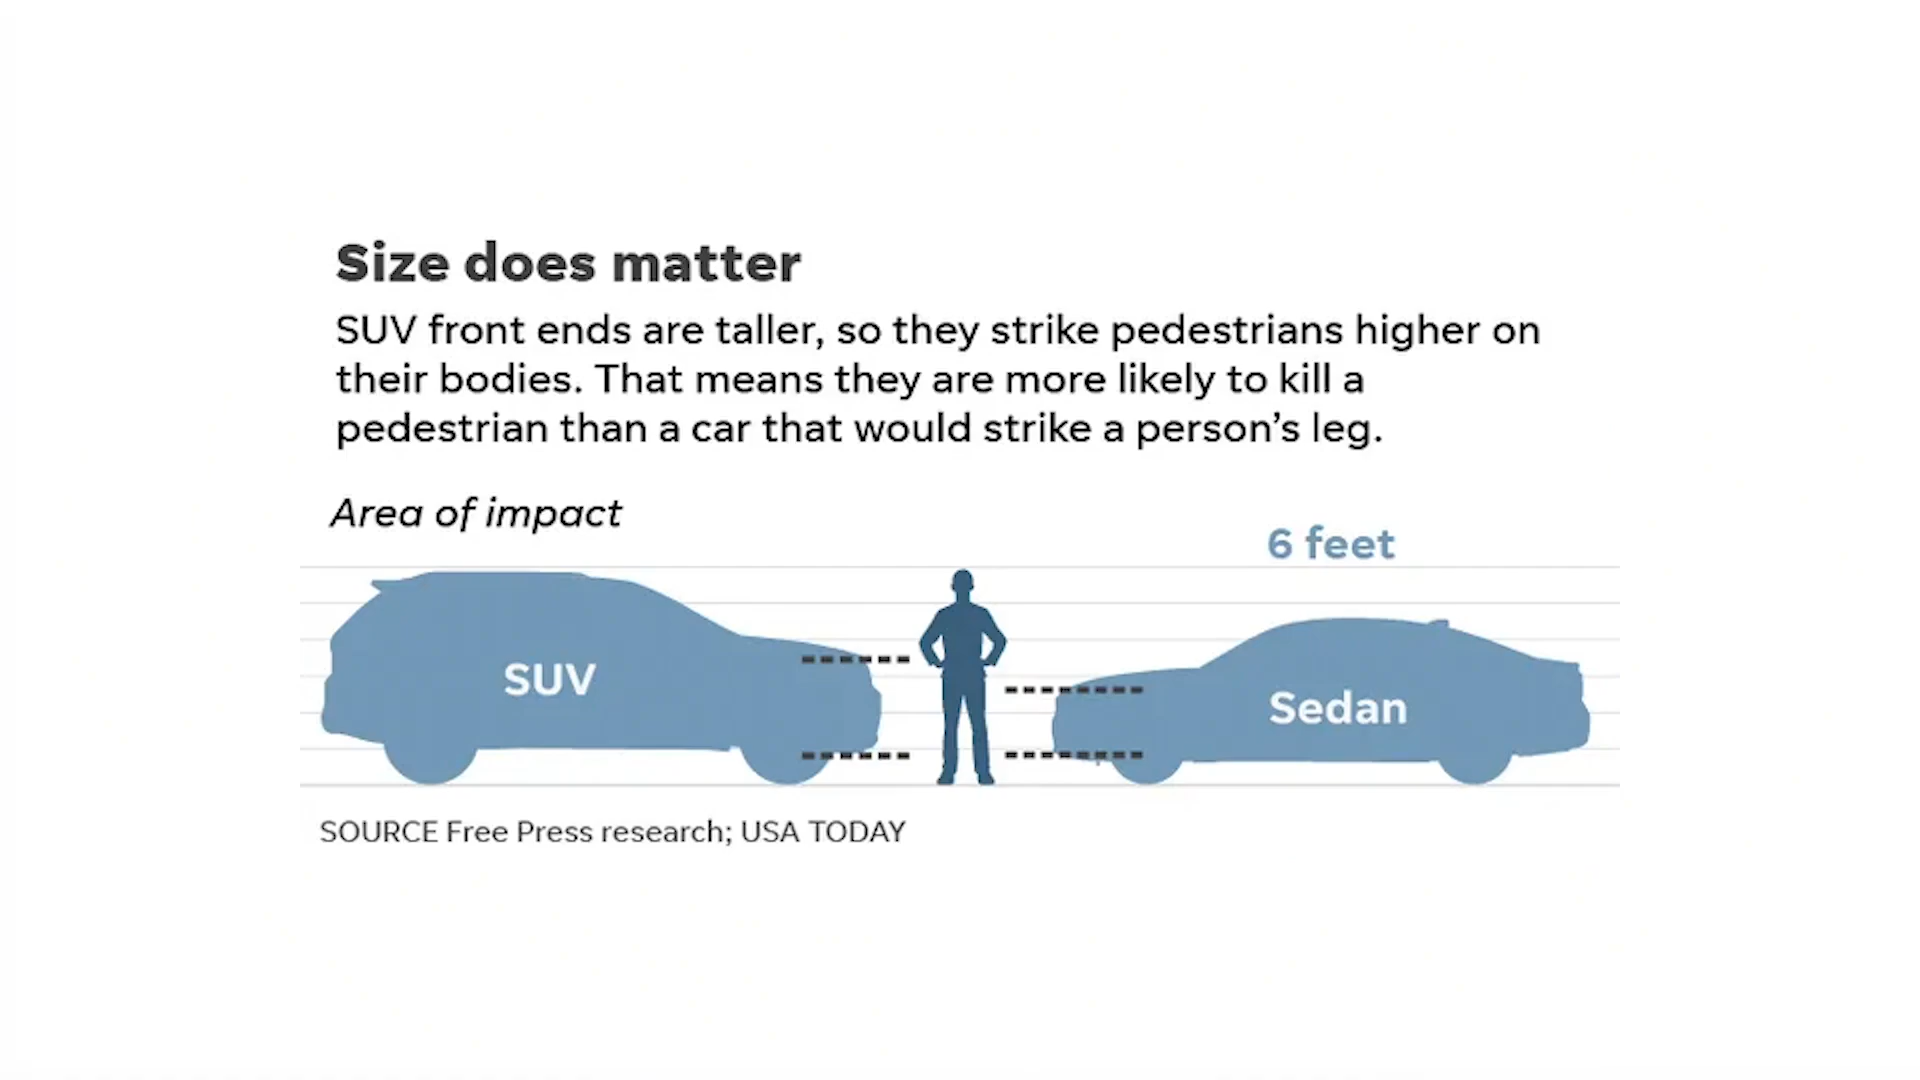 Size does matter
SUV front ends are taller, so they strike pedestrians higher on
their bodies. That means they are more likely to kill a
pedestrian than a car that would strike a person’s leg.
Area of impact
6 feet
SUV
Sedan
SOURCE Free Press research; USA TODAY